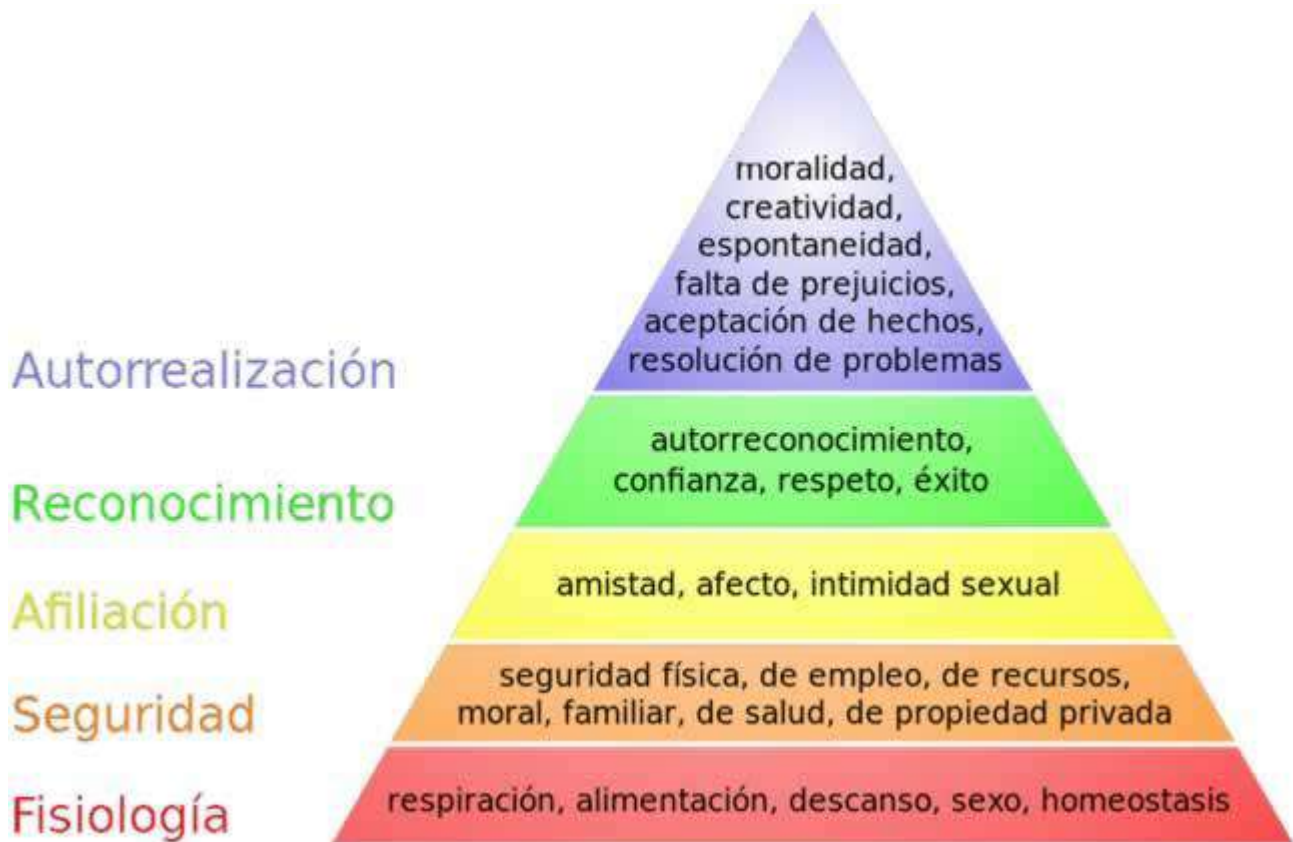 moralidad,
creatividad,
espontaneidad,
falta de prejuicios,
aceptación de hechos,
resolución de problemas
Autorrealización
autorreconocimiento,
confianza, respeto, éxito
Reconocimiento
amistad, afecto, intimidad sexual
Afiliación
seguridad física, de empleo, de recursos,
moral, familiar, de salud, de propiedad privada
Seguridad
respiración, alimentación, descanso, sexo, homeostasis
Fisiología